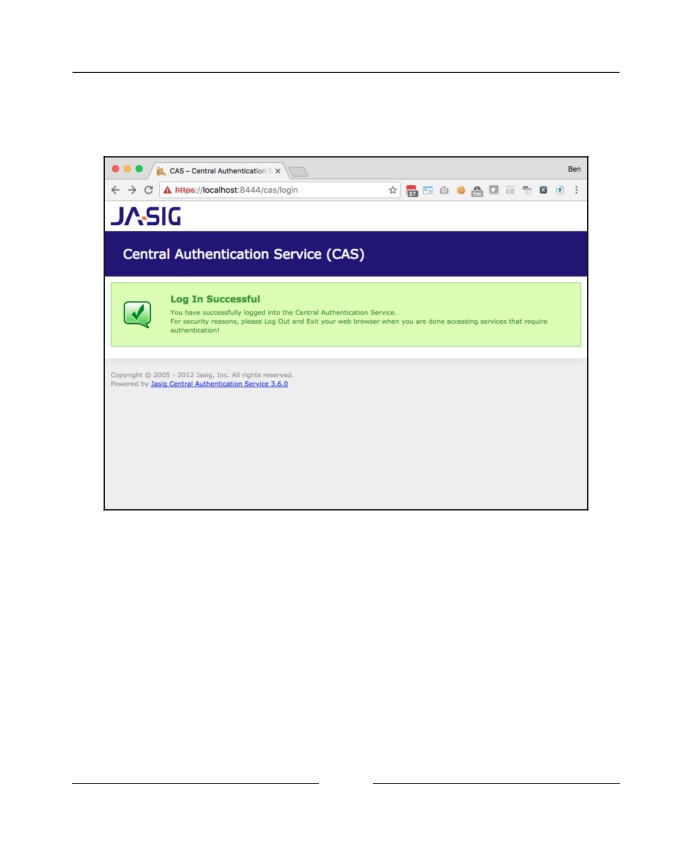 CAS – Central Authentication S
Ben
https://localhost:8444/cas/login
JASIG
Central Authentication Service (CAS)
Log In Successful
You have successfully logged into the Central Authentication Service.
For security reasons, please Log Out and Exit your web browser when you are done accessing services that require
authentication!
Copyright © 2005 - 2012 Jasig, Inc. All rights reserved.
Powered by Jasig Central Authentication Service 3.6.0